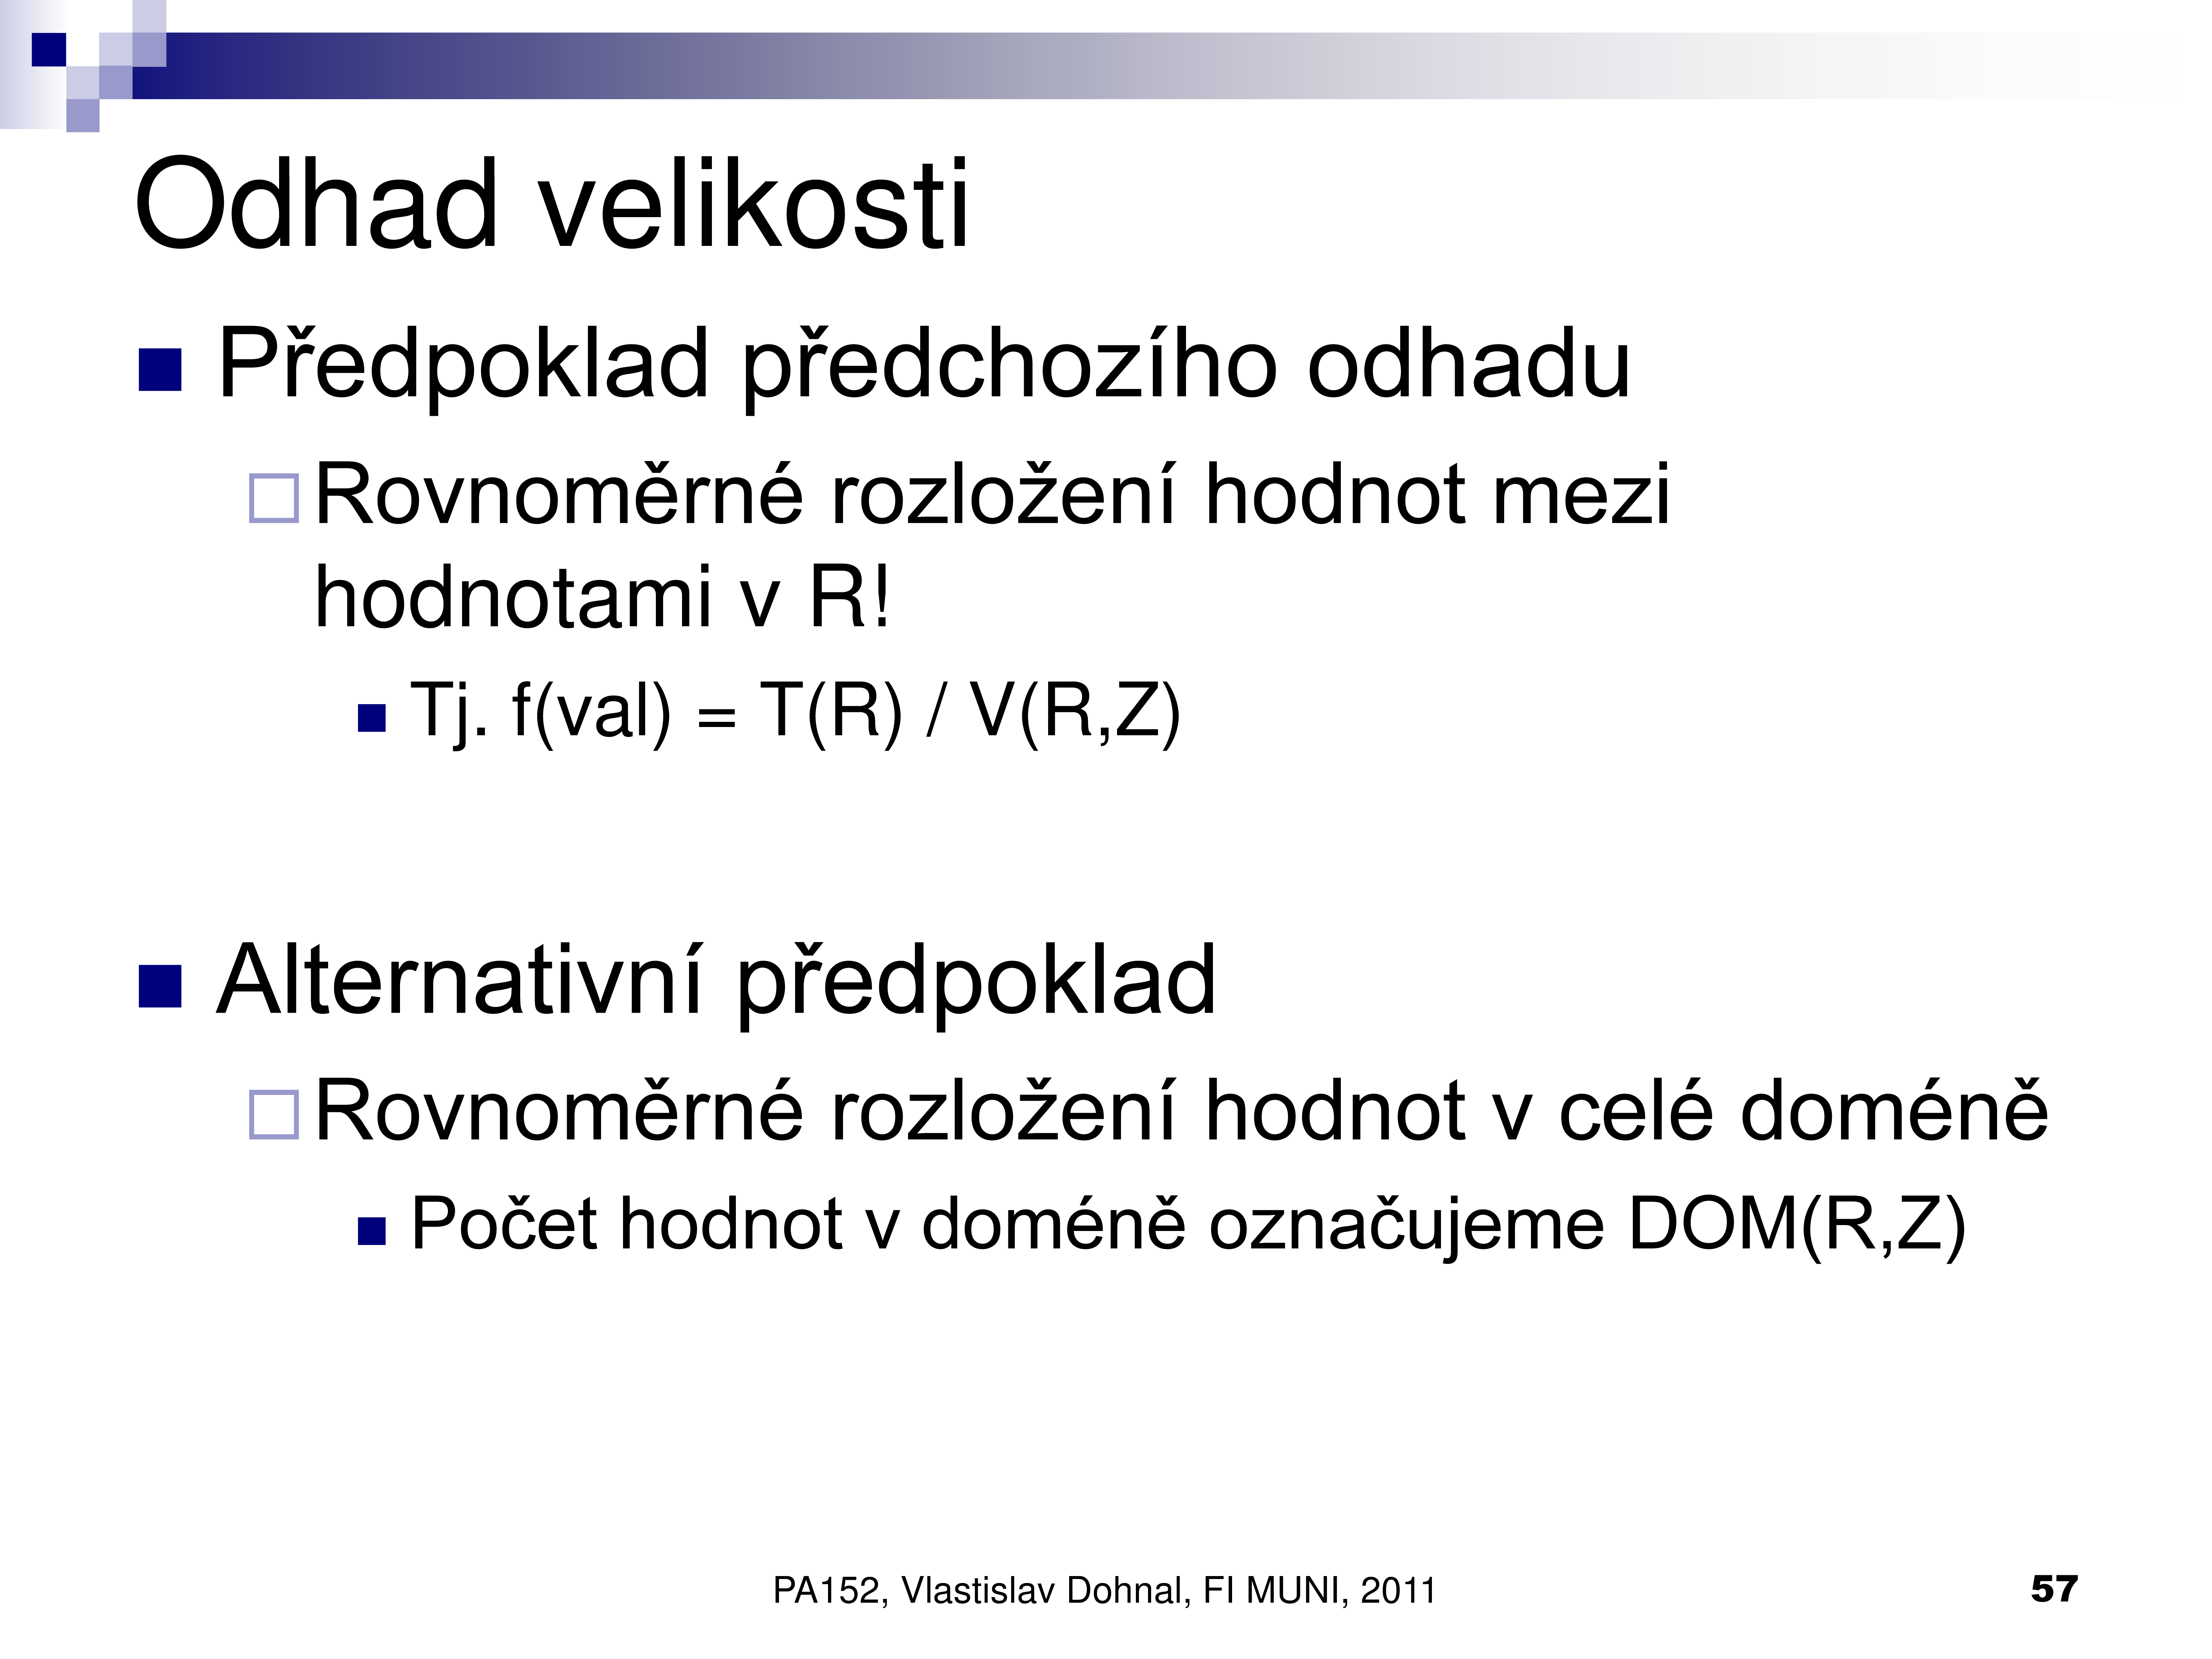 Odhad velikosti
Předpoklad předchozího odhadu
Rovnoměrné rozložení hodnot mezi
hodnotami v R!
Tj. f(val) = T(R) / V(R,Z)
Alternativní předpoklad
Rovnoměrné rozložení hodnot v celé doméně
Počet hodnot v doméně označujeme DOM(R,Z)
PA152, Vlastislav Dohnal, FI MUNI, 2011
57